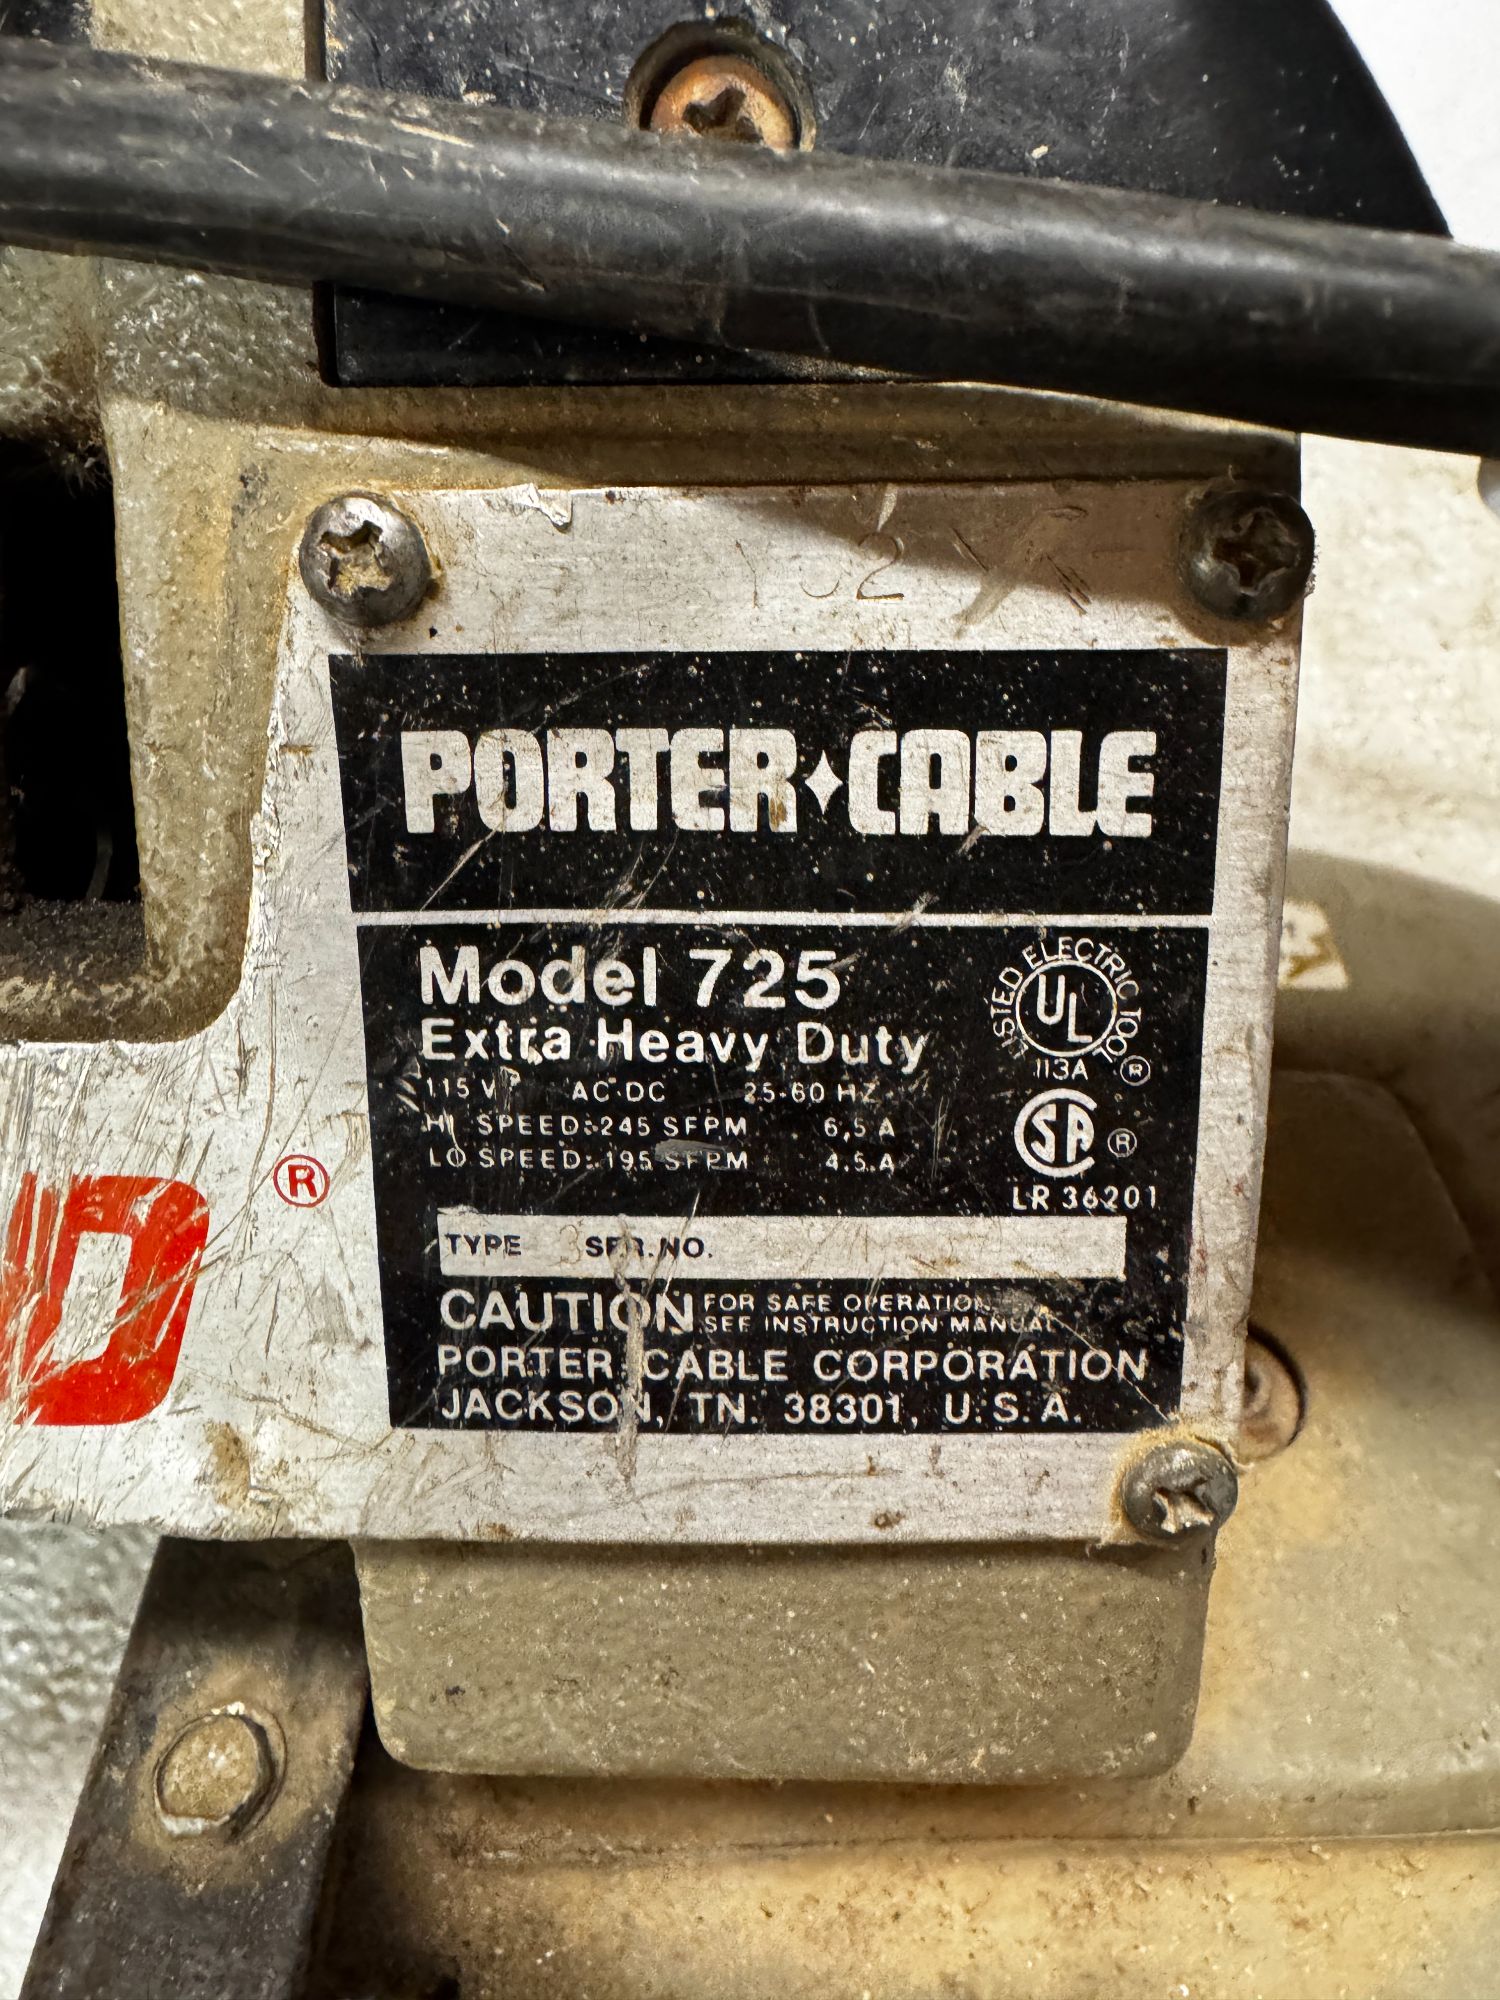 PORTER CABLE
Model 725
Extra Heavy Duty
115 V AC·DC 25-60 HZ
HI SPEED: 245 SFPM 6.5 A
LO SPEED: 195 SFPM 4.5 A
LISTED ELECTRIC TOOL ®
UL
113A
SA ®
LR 36201
TYPE 3 SER. NO.
CAUTION FOR SAFE OPERATION
SEE INSTRUCTION MANUAL
PORTER CABLE CORPORATION
JACKSON, TN. 38301, U.S.A.
D ®